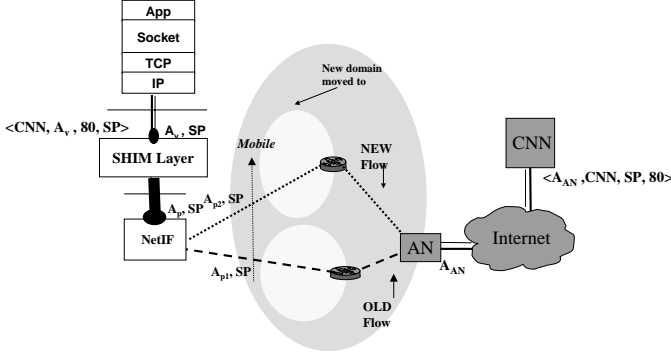 App
Socket
TCP
IP
<CNN, Av , 80, SP>
Av, SP
SHIM Layer
Ap, SP
NetIF
Ap2, SP
Ap1, SP
Mobile
New domain
moved to
NEW
Flow
OLD
Flow
AN
AAN
Internet
CNN
<AAN ,CNN, SP, 80>